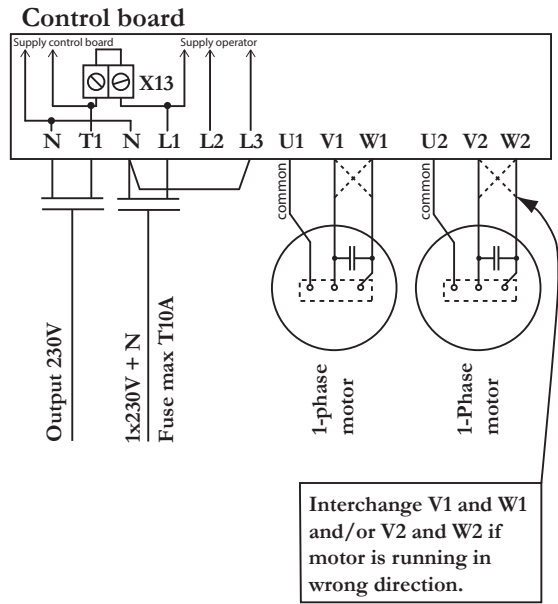 Control board
Supply control board
Supply operator
X13
N T1 N L1 L2 L3 U1 V1 W1 U2 V2 W2
common
common
Output 230V
1x230V + N
Fuse max T10A
1-phase
motor
1-Phase
motor
Interchange V1 and W1
and/or V2 and W2 if
motor is running in
wrong direction.